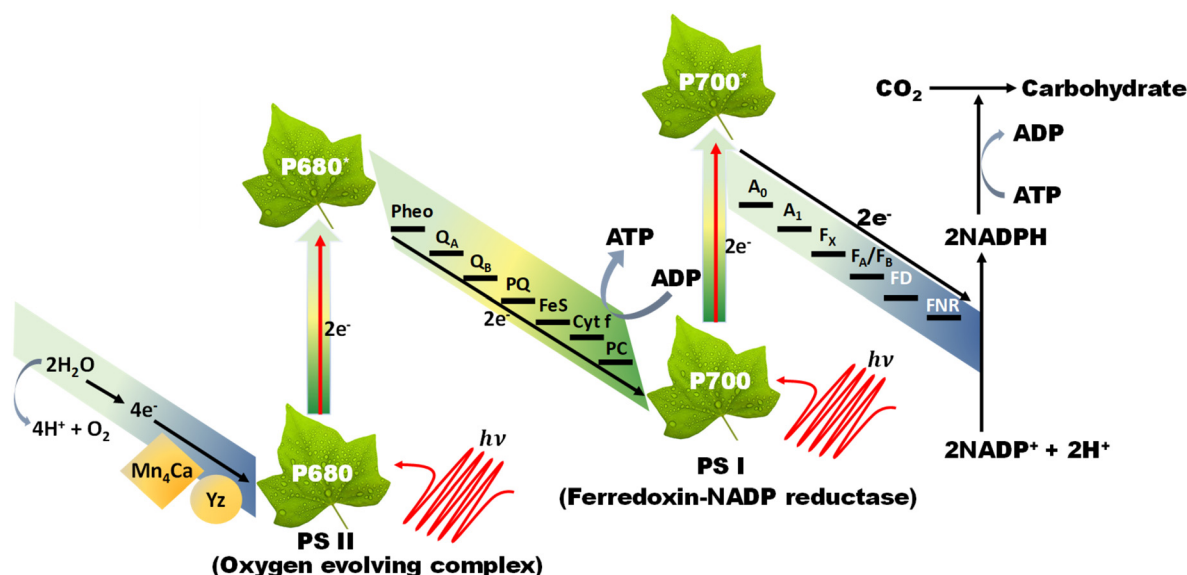 2H₂O
4H⁺ + O₂
4e⁻
Mn₄Ca
Yz
P680
hν
PS II
(Oxygen evolving complex)
2e⁻
P680*
Pheo
Q_A
Q_B
PQ
FeS
Cyt f
PC
2e⁻
ATP
ADP
P700
hν
PS I
(Ferredoxin-NADP reductase)
2e⁻
P700*
A₀
A₁
F_X
F_A/F_B
FD
FNR
2e⁻
2NADP⁺ + 2H⁺
2NADPH
ATP
ADP
CO₂
Carbohydrate